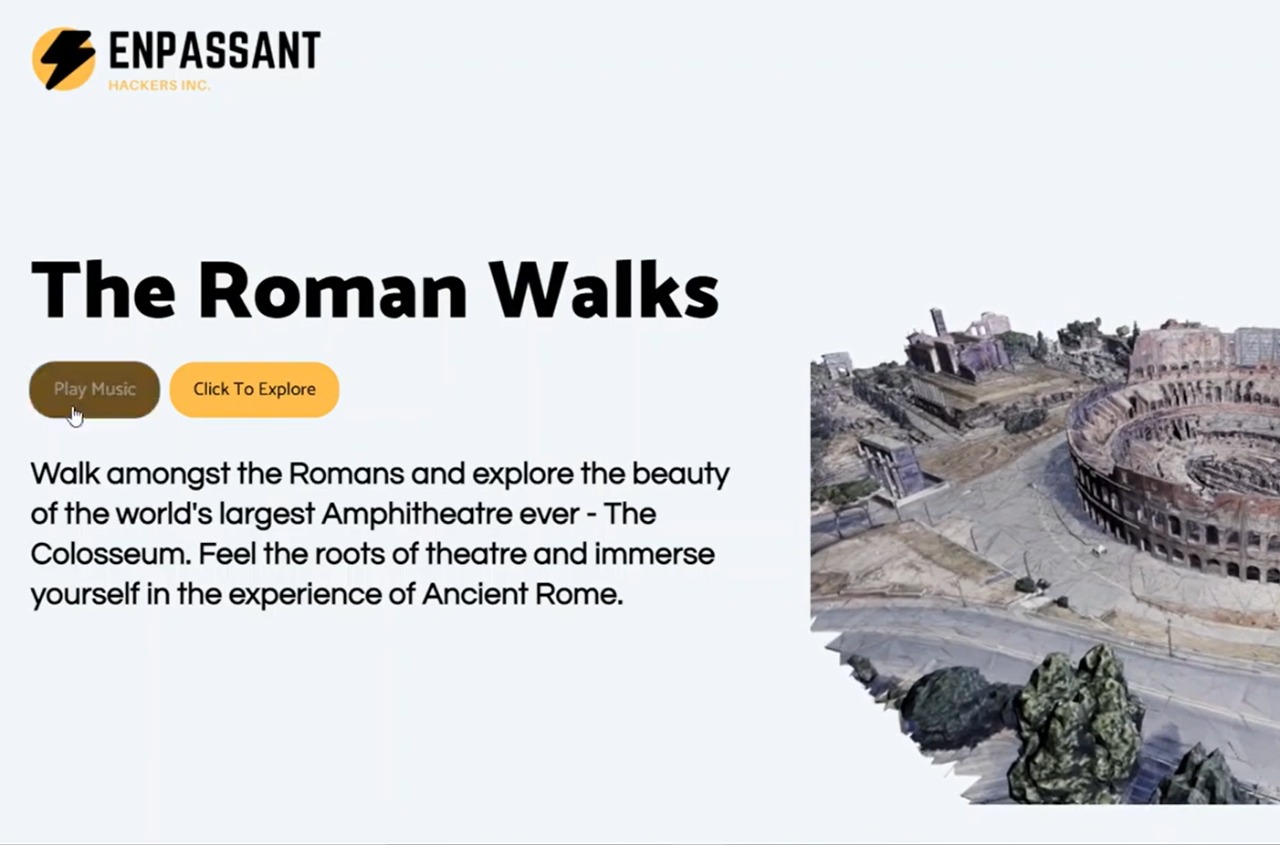 ENPASSANT
HACKERS INC.
The Roman Walks
Play Music
Click To Explore
Walk amongst the Romans and explore the beauty
of the world's largest Amphitheatre ever - The
Colosseum. Feel the roots of theatre and immerse
yourself in the experience of Ancient Rome.